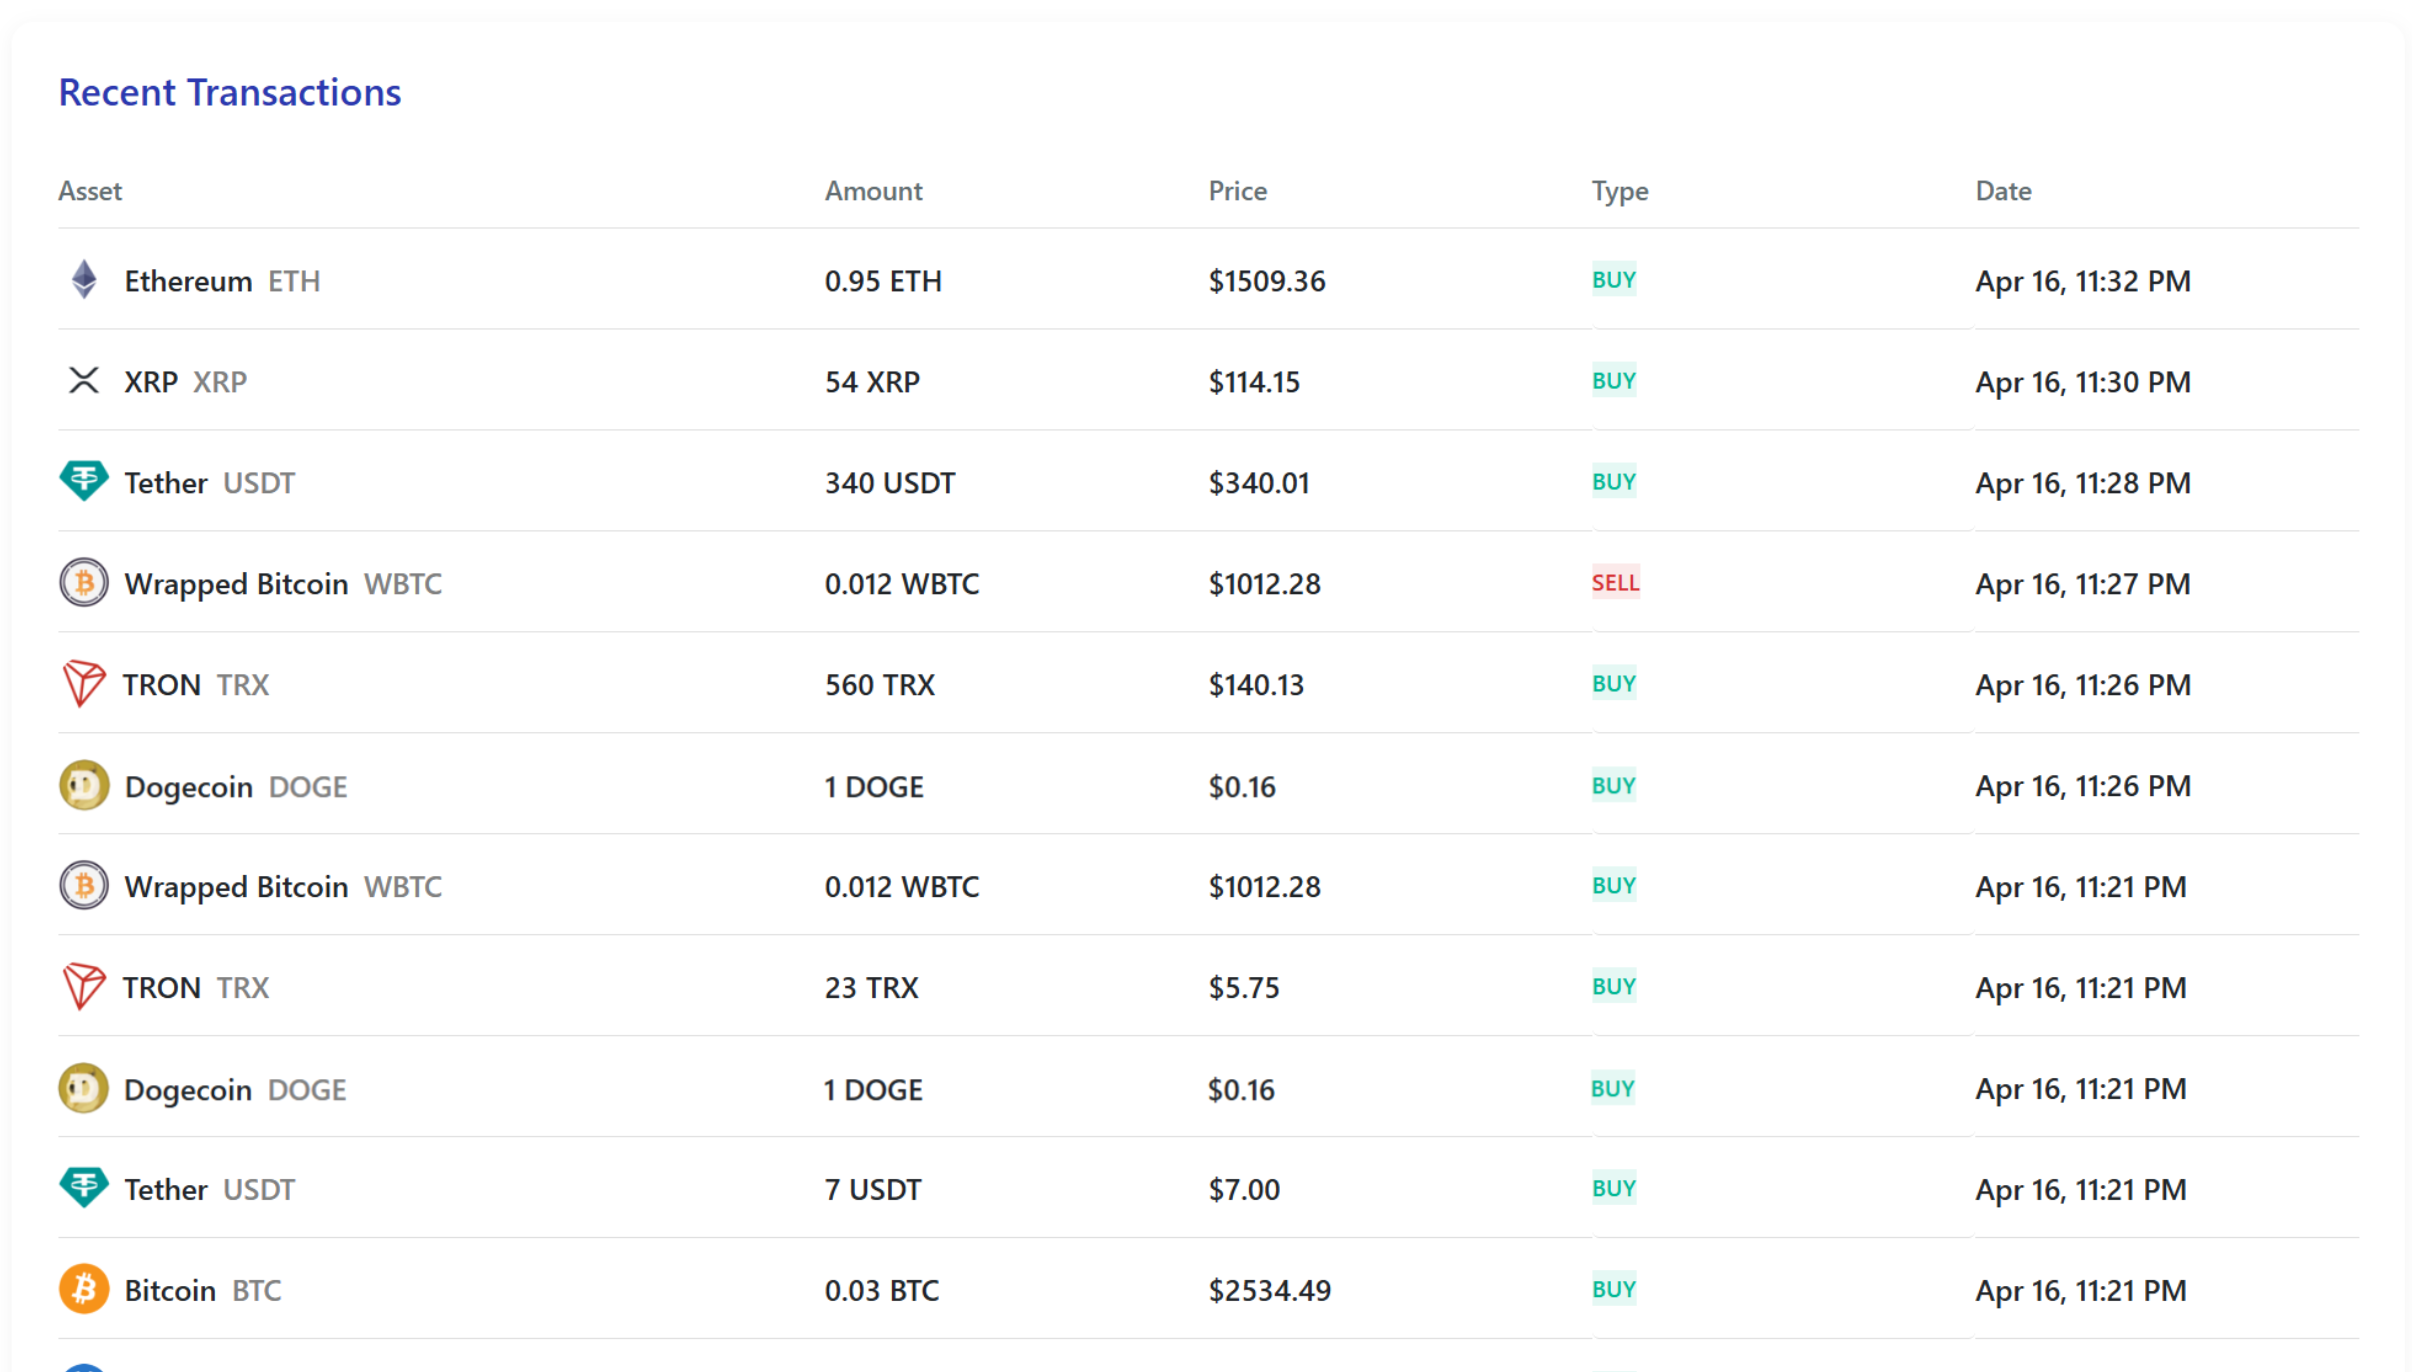 Recent Transactions
Asset Amount Price Type Date
Ethereum ETH 0.95 ETH $1509.36 BUY Apr 16, 11:32 PM
XRP XRP 54 XRP $114.15 BUY Apr 16, 11:30 PM
Tether USDT 340 USDT $340.01 BUY Apr 16, 11:28 PM
Wrapped Bitcoin WBTC 0.012 WBTC $1012.28 SELL Apr 16, 11:27 PM
TRON TRX 560 TRX $140.13 BUY Apr 16, 11:26 PM
Dogecoin DOGE 1 DOGE $0.16 BUY Apr 16, 11:26 PM
Wrapped Bitcoin WBTC 0.012 WBTC $1012.28 BUY Apr 16, 11:21 PM
TRON TRX 23 TRX $5.75 BUY Apr 16, 11:21 PM
Dogecoin DOGE 1 DOGE $0.16 BUY Apr 16, 11:21 PM
Tether USDT 7 USDT $7.00 BUY Apr 16, 11:21 PM
Bitcoin BTC 0.03 BTC $2534.49 BUY Apr 16, 11:21 PM